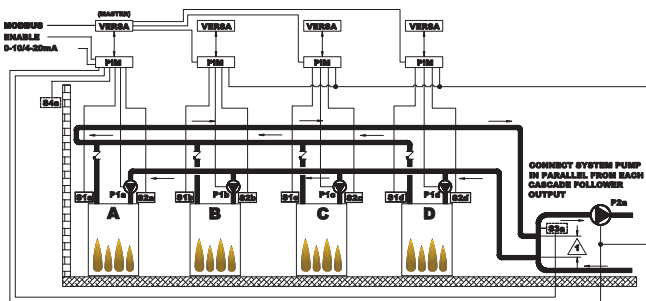 (MASTER)
MODBUS VERSA VERSA VERSA VERSA
ENABLE
0-10/4-20mA PIM PIM PIM PIM
S4a
CONNECT SYSTEM PUMP
IN PARALLEL FROM EACH
CASCADE FOLLOWER
OUTPUT
P1a P1b P1c P1d
S1a S2a S1b S2b S1c S2c S1d S2d
P2a
A B C D
S3a
1